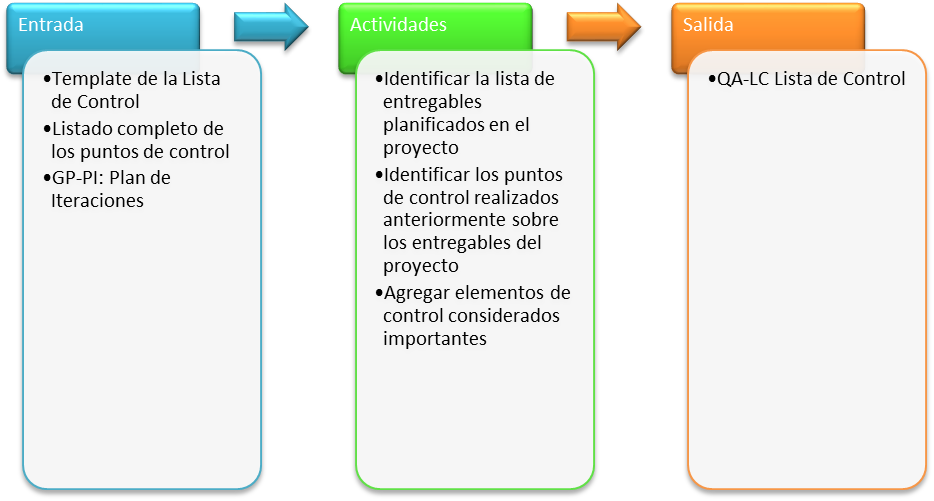 Entrada
•Template de la Lista
de Control
•Listado completo de
los puntos de control
•GP-PI: Plan de
Iteraciones
Actividades
•Identificar la lista de
entregables
planificados en el
proyecto
•Identificar los puntos
de control realizados
anteriormente sobre
los entregables del
proyecto
•Agregar elementos de
control considerados
importantes
Salida
•QA-LC Lista de Control